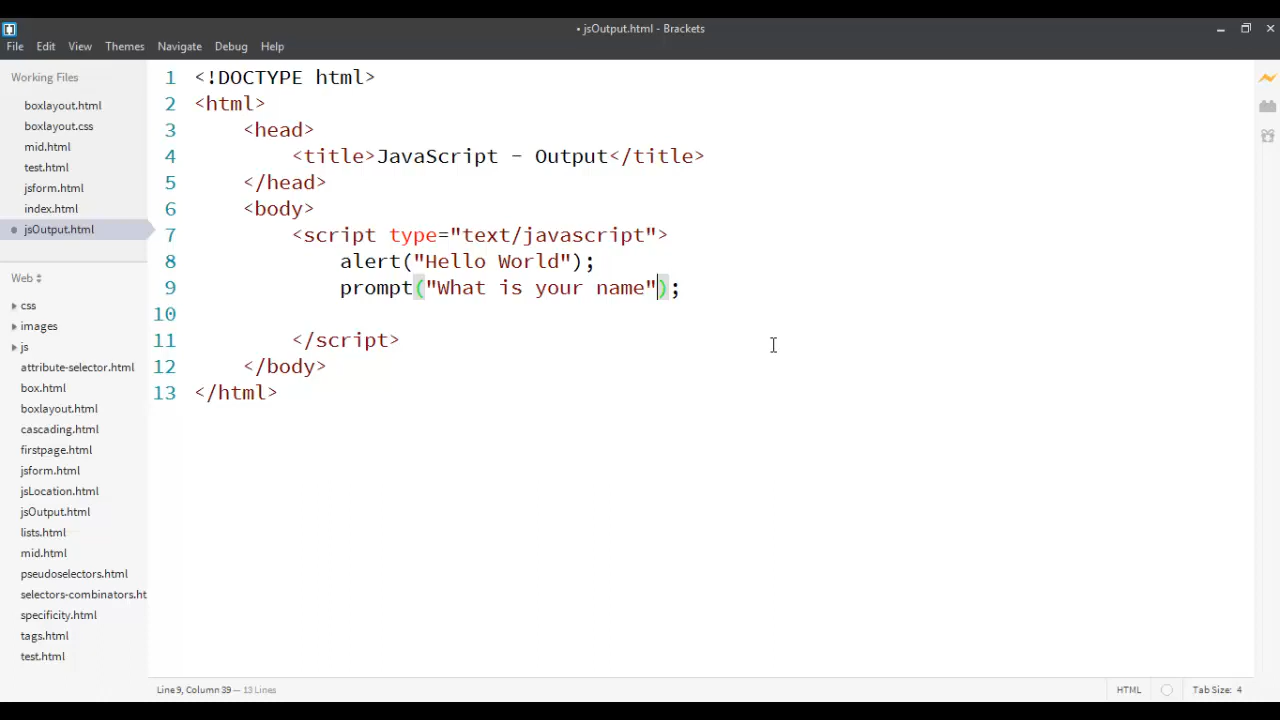 • jsOutput.html - Brackets
File Edit View Themes Navigate Debug Help
Working Files
boxlayout.html
boxlayout.css
mid.html
test.html
jsform.html
index.html
jsOutput.html
Web
css
images
js
attribute-selector.html
box.html
boxlayout.html
cascading.html
firstpage.html
jsform.html
jsLocation.html
jsOutput.html
lists.html
mid.html
pseudoselectors.html
selectors-combinators.ht
specificity.html
tags.html
test.html
1 <!DOCTYPE html>
2 <html>
3 <head>
4 <title>JavaScript - Output</title>
5 </head>
6 <body>
7 <script type="text/javascript">
8 alert("Hello World");
9 prompt("What is your name");
10
11 </script>
12 </body>
13 </html>
Line 9, Column 39 — 13 Lines
HTML
Tab Size: 4